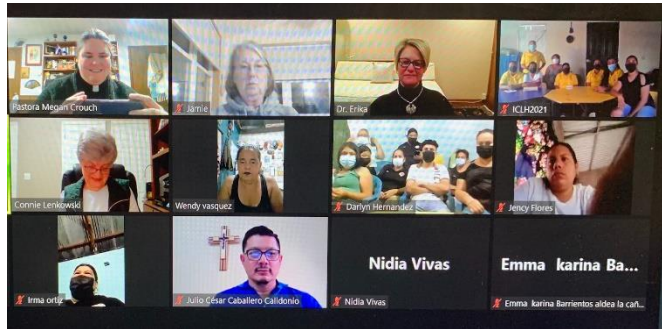 Pastora Megan Crouch
Jamie
Dr. Erika
ICLH2021
Connie Lenkowski
Wendy vasquez
Darlyn Hernandez
Jency Flores
Irma ortiz
Julio César Caballero Calidonio
Nidia Vivas
Nidia Vivas
Emma karina Ba...
Emma karina Barrientos aldea la cañ...